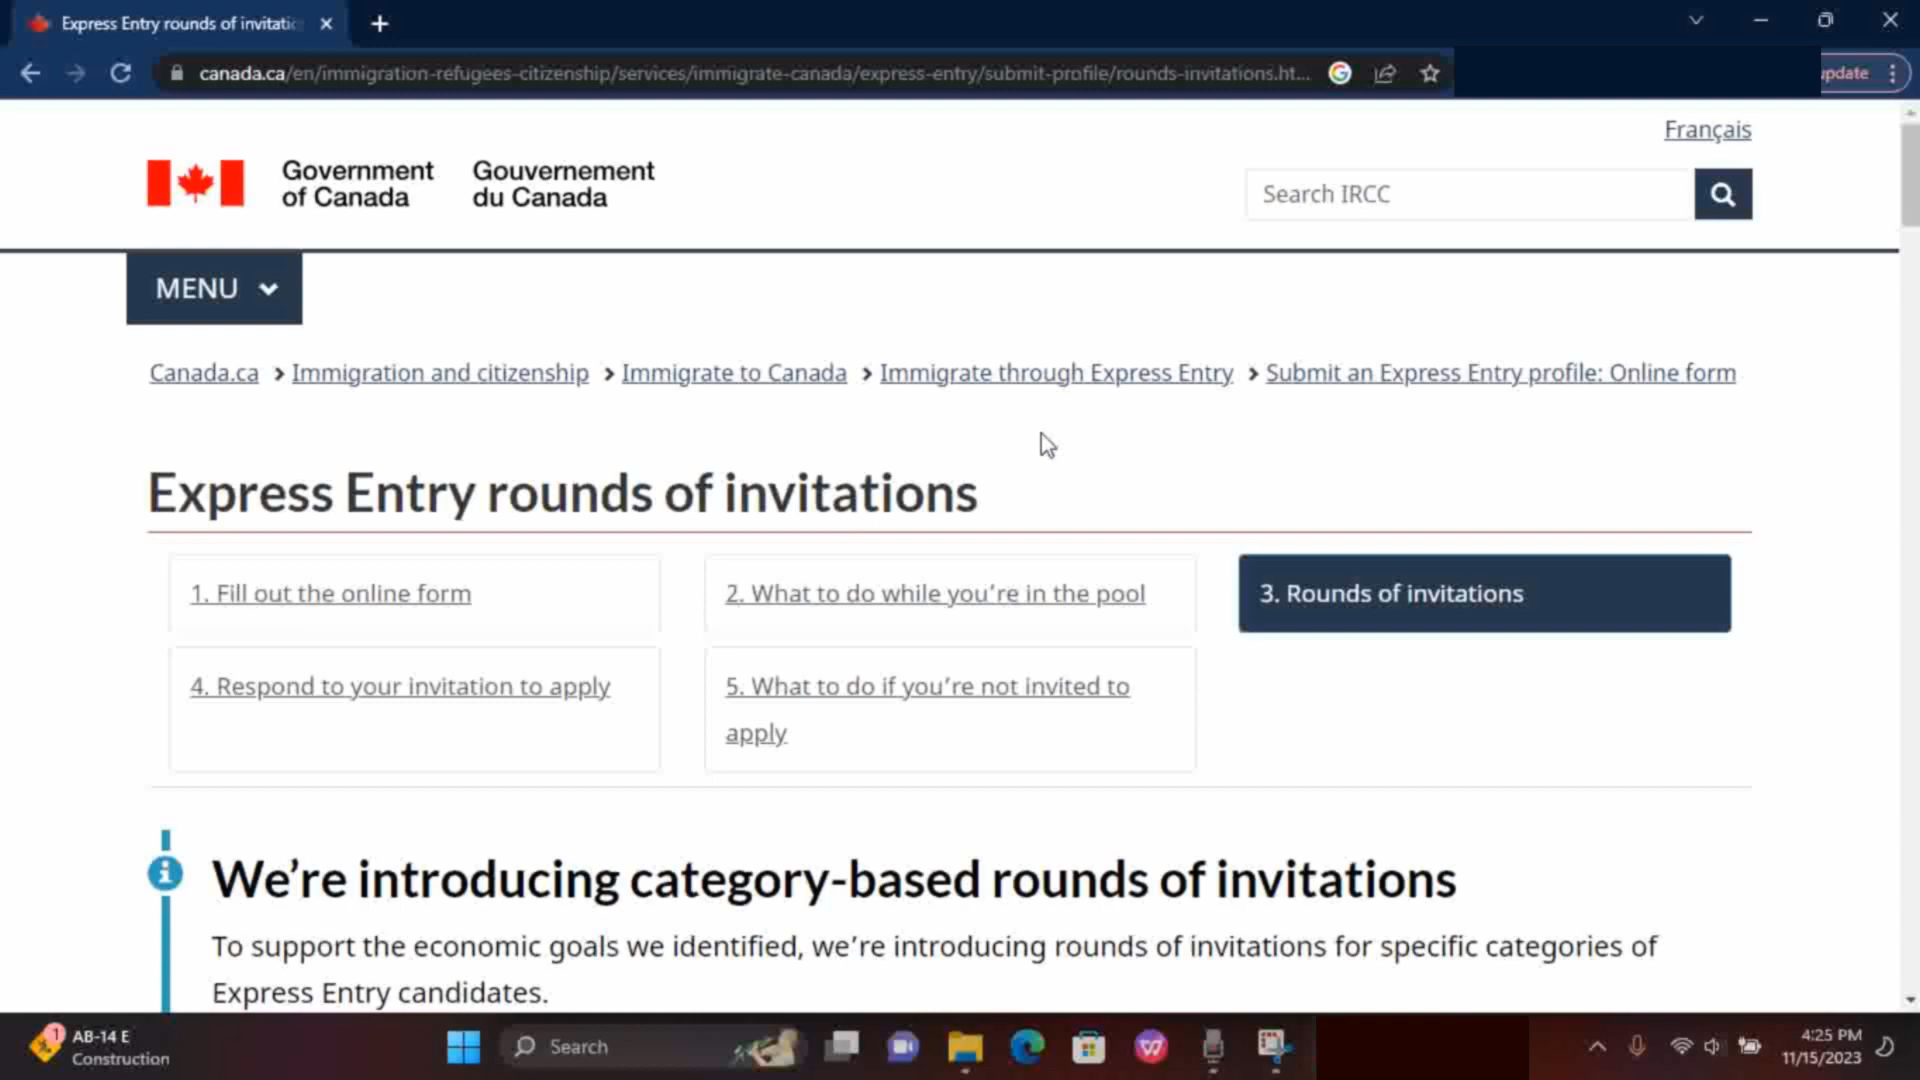 Express Entry rounds of invitatio
canada.ca/en/immigration-refugees-citizenship/services/immigrate-canada/express-entry/submit-profile/rounds-invitations.ht...
update
Français
Government of Canada
Gouvernement du Canada
Search IRCC
MENU
Canada.ca > Immigration and citizenship > Immigrate to Canada > Immigrate through Express Entry > Submit an Express Entry profile: Online form
Express Entry rounds of invitations
1. Fill out the online form
2. What to do while you're in the pool
3. Rounds of invitations
4. Respond to your invitation to apply
5. What to do if you're not invited to
apply
We're introducing category-based rounds of invitations
To support the economic goals we identified, we're introducing rounds of invitations for specific categories of
Express Entry candidates.
1
AB-14 E
Construction
Search
4:25 PM
11/15/2023